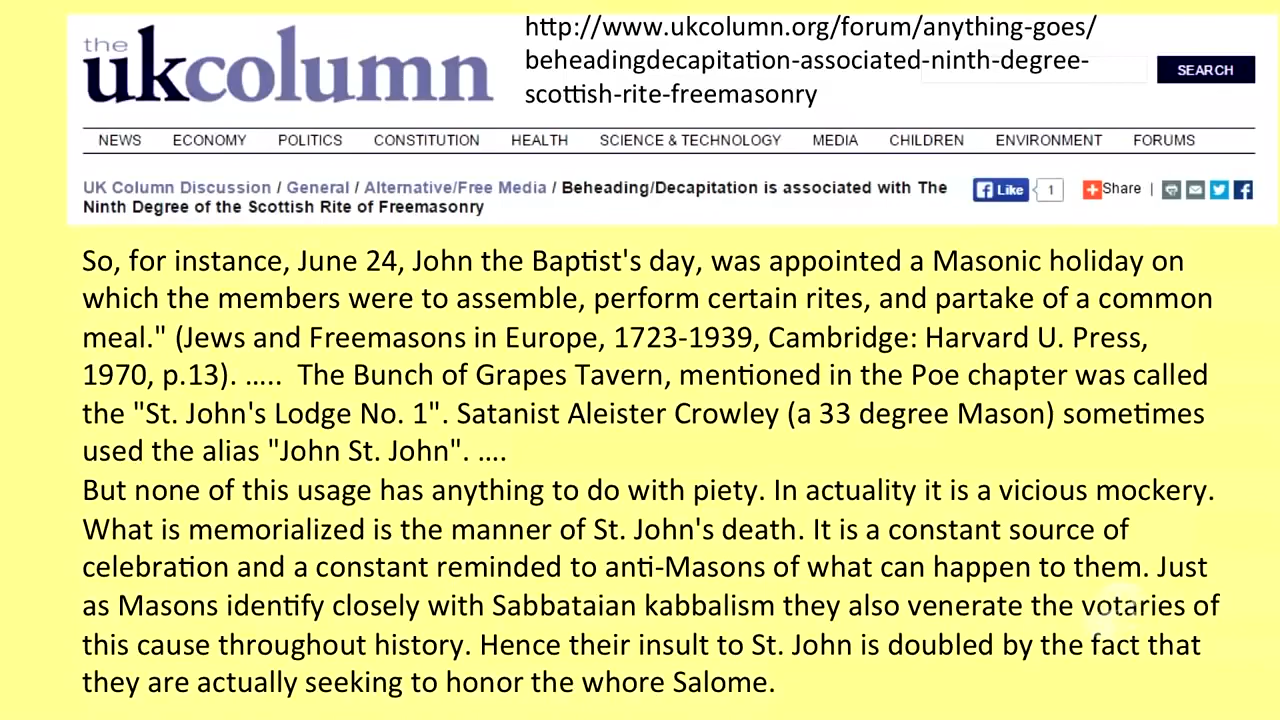 the
ukcolumn
http://www.ukcolumn.org/forum/anything-goes/
beheadingdecapitation-associated-ninth-degree-
scottish-rite-freemasonry
SEARCH
NEWS ECONOMY POLITICS CONSTITUTION HEALTH SCIENCE & TECHNOLOGY MEDIA CHILDREN ENVIRONMENT FORUMS
UK Column Discussion / General / Alternative/Free Media / Beheading/Decapitation is associated with The
Ninth Degree of the Scottish Rite of Freemasonry
Like 1 Share |
So, for instance, June 24, John the Baptist's day, was appointed a Masonic holiday on
which the members were to assemble, perform certain rites, and partake of a common
meal." (Jews and Freemasons in Europe, 1723-1939, Cambridge: Harvard U. Press,
1970, p.13). ….. The Bunch of Grapes Tavern, mentioned in the Poe chapter was called
the "St. John's Lodge No. 1". Satanist Aleister Crowley (a 33 degree Mason) sometimes
used the alias "John St. John". ….
But none of this usage has anything to do with piety. In actuality it is a vicious mockery.
What is memorialized is the manner of St. John's death. It is a constant source of
celebration and a constant reminded to anti-Masons of what can happen to them. Just
as Masons identify closely with Sabbataian kabbalism they also venerate the votaries of
this cause throughout history. Hence their insult to St. John is doubled by the fact that
they are actually seeking to honor the whore Salome.